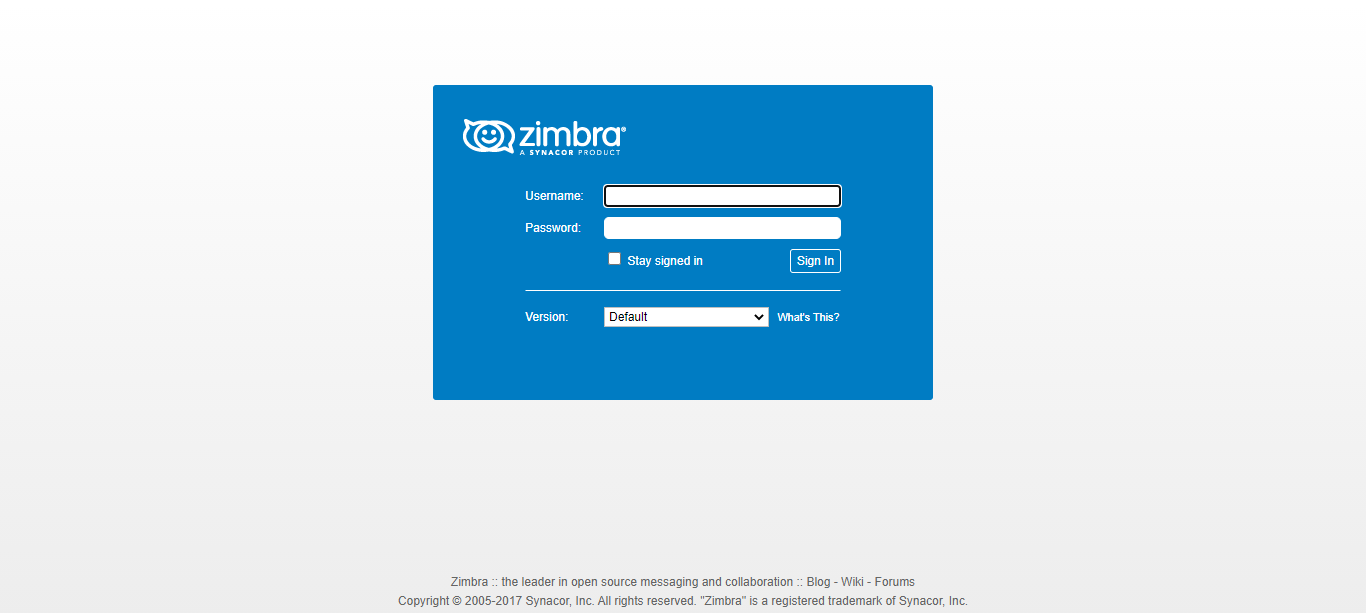 zimbra®
A SYNACOR PRODUCT
Username:
Password:
Stay signed in
Sign In
Version:
Default
What's This?
Zimbra :: the leader in open source messaging and collaboration :: Blog - Wiki - Forums
Copyright © 2005-2017 Synacor, Inc. All rights reserved. "Zimbra" is a registered trademark of Synacor, Inc.